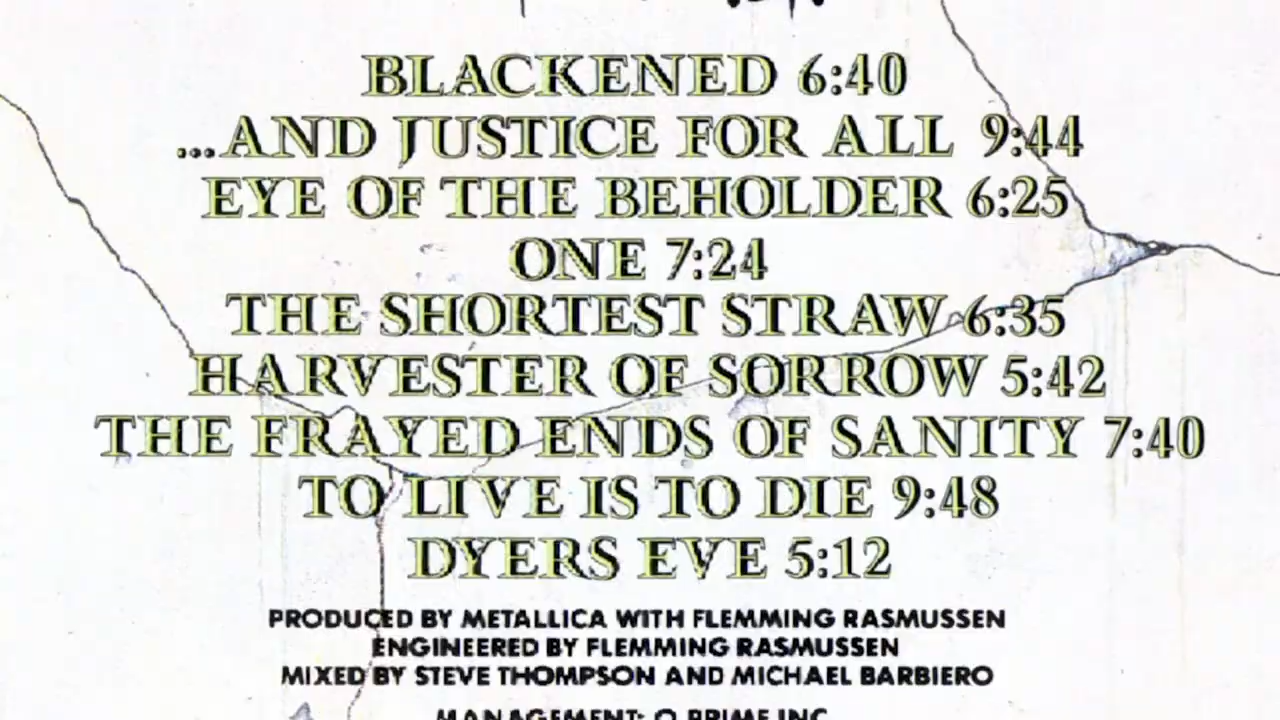 BLACKENED 6:40
...AND JUSTICE FOR ALL 9:44
EYE OF THE BEHOLDER 6:25
ONE 7:24
THE SHORTEST STRAW 6:35
HARVESTER OF SORROW 5:42
THE FRAYED ENDS OF SANITY 7:40
TO LIVE IS TO DIE 9:48
DYERS EVE 5:12
PRODUCED BY METALLICA WITH FLEMMING RASMUSSEN
ENGINEERED BY FLEMMING RASMUSSEN
MIXED BY STEVE THOMPSON AND MICHAEL BARBIERO
MANAGEMENT: Q PRIME INC.